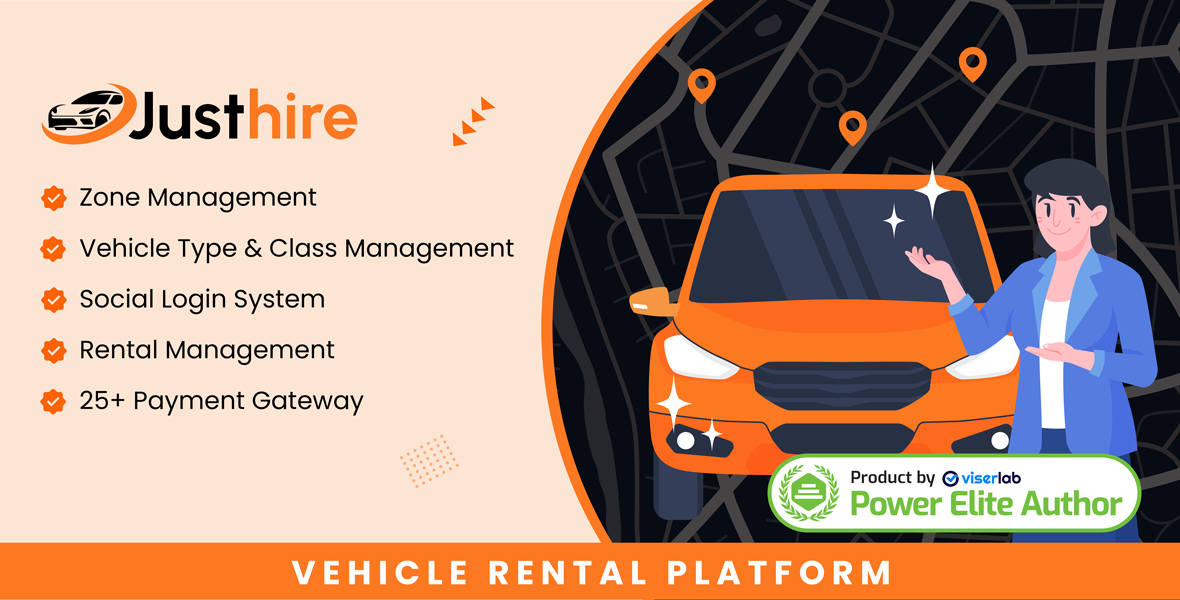 Justhire
Zone Management
Vehicle Type & Class Management
Social Login System
Rental Management
25+ Payment Gateway
Product by viserlab
Power Elite Author
VEHICLE RENTAL PLATFORM